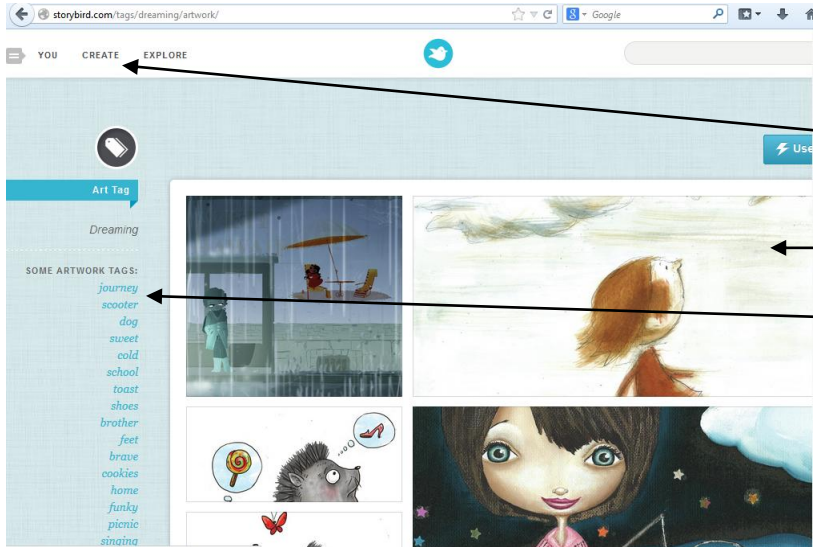 storybird.com/tags/dreaming/artwork/
Google
YOU CREATE EXPLORE
Use
Art Tag
Dreaming
SOME ARTWORK TAGS:
journey
scooter
dog
sweet
cold
school
toast
shoes
brother
feet
brave
cookies
home
funky
picnic
singing